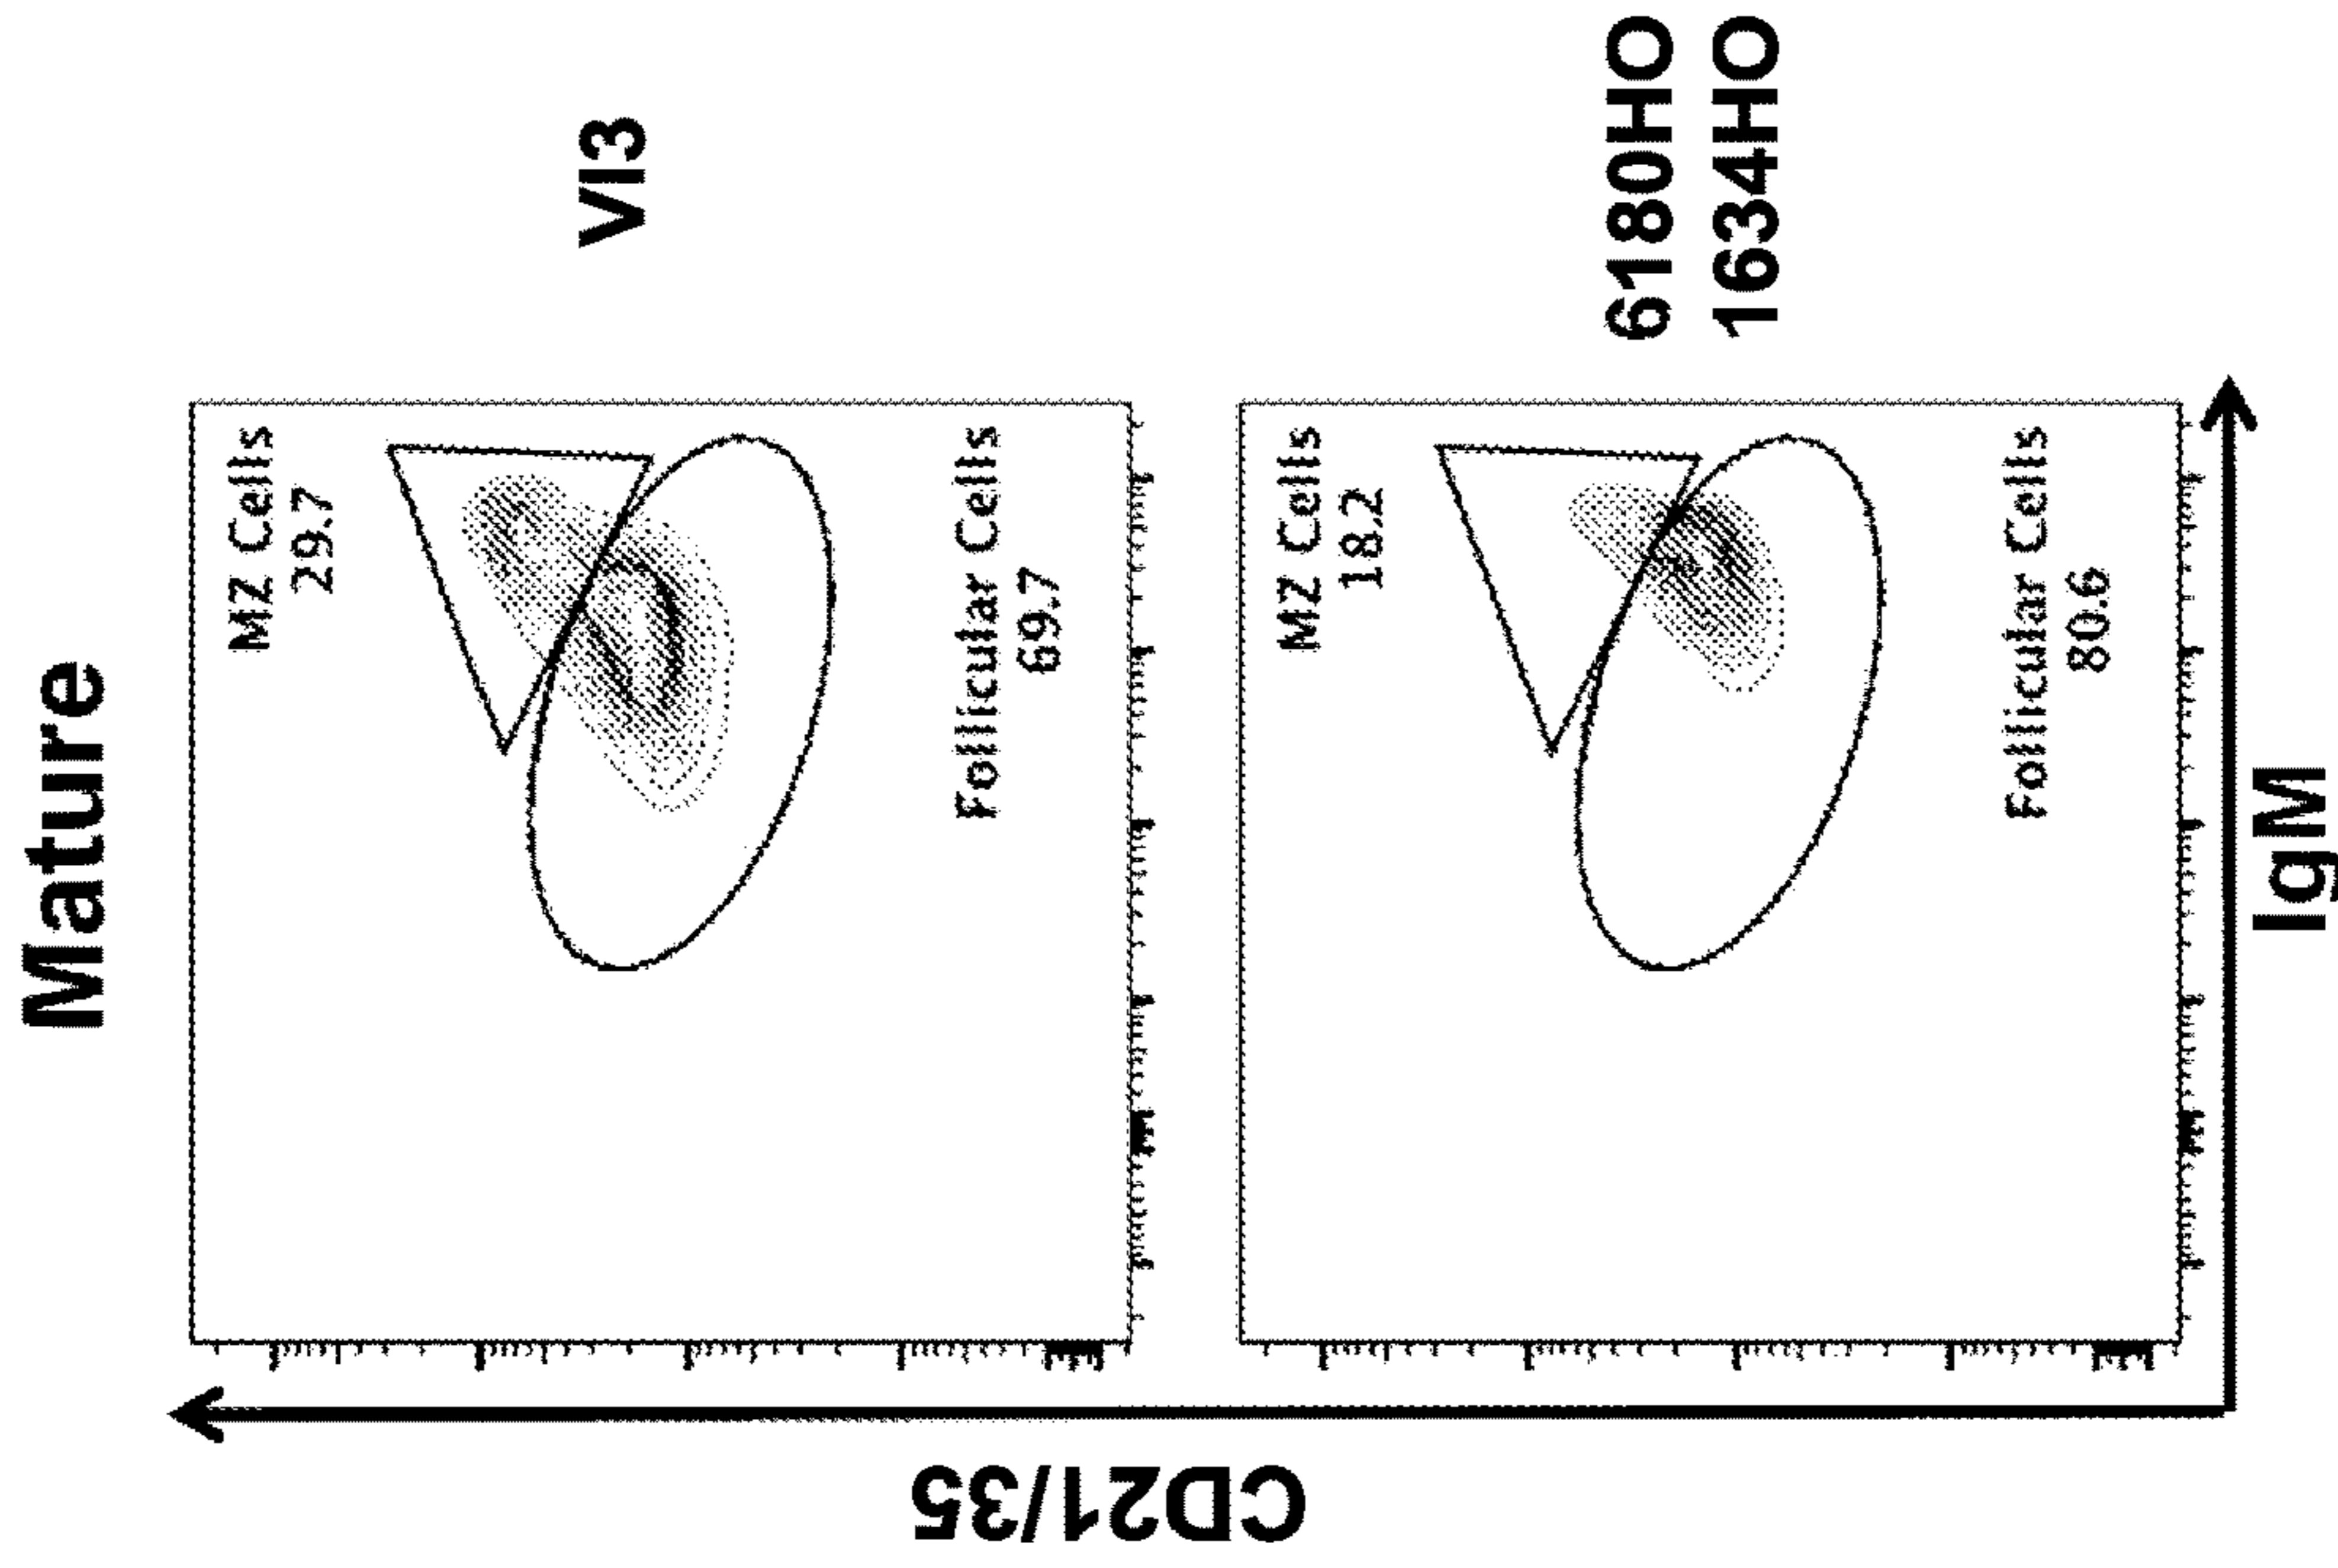 Mature
VI3
MZ Cells
29.7
Follicular Cells
69.7
6180HO
1634HO
MZ Cells
18.2
Follicular Cells
80.6
CD21/35
IgM